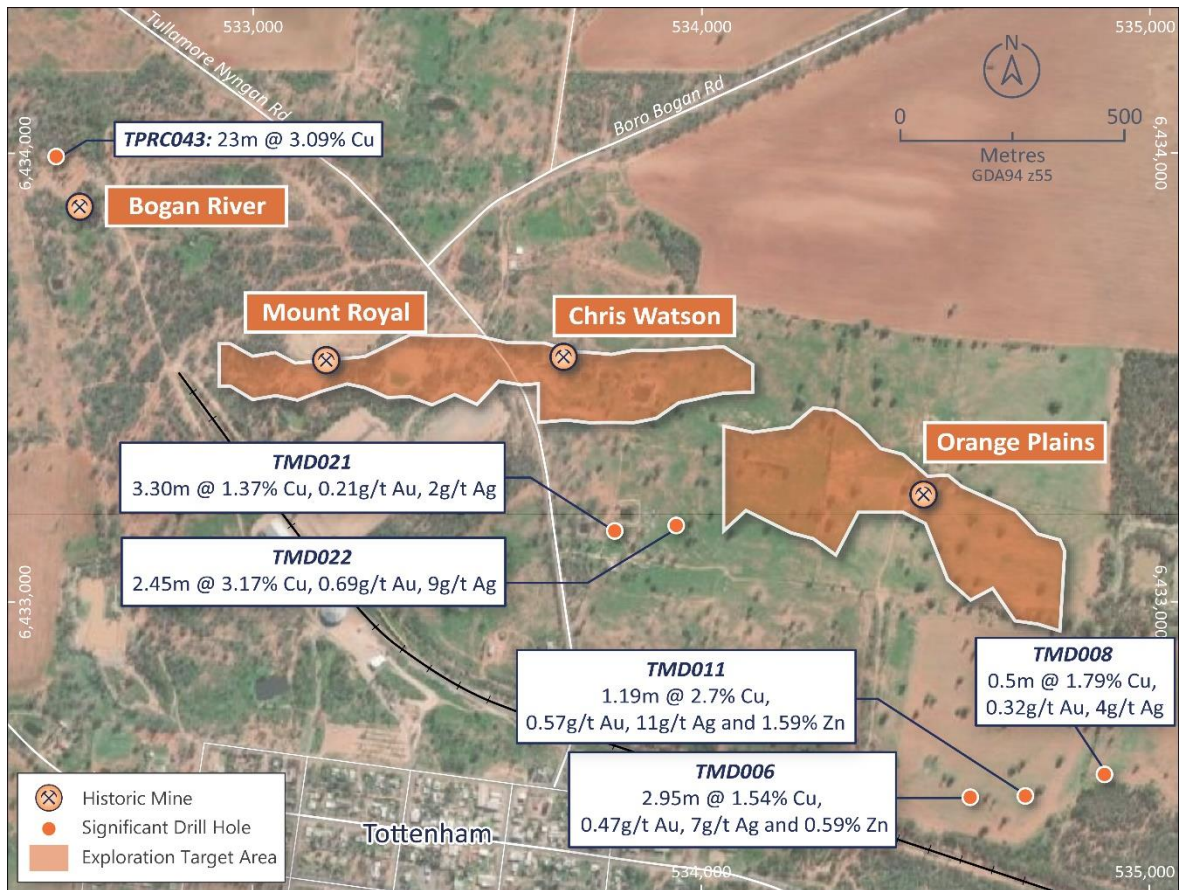 533,000
534,000
535,000
Tullamore Nyngan Rd
Boro Bogan Rd
N
0
500
Metres
GDA94 z55
6,434,000
6,434,000
TPRC043: 23m @ 3.09% Cu
Bogan River
Mount Royal
Chris Watson
Orange Plains
TMD021
3.30m @ 1.37% Cu, 0.21g/t Au, 2g/t Ag
TMD022
2.45m @ 3.17% Cu, 0.69g/t Au, 9g/t Ag
6,433,000
6,433,000
TMD011
1.19m @ 2.7% Cu,
0.57g/t Au, 11g/t Ag and 1.59% Zn
TMD008
0.5m @ 1.79% Cu,
0.32g/t Au, 4g/t Ag
TMD006
2.95m @ 1.54% Cu,
0.47g/t Au, 7g/t Ag and 0.59% Zn
Historic Mine
Significant Drill Hole
Exploration Target Area
Tottenham
534,000
535,000